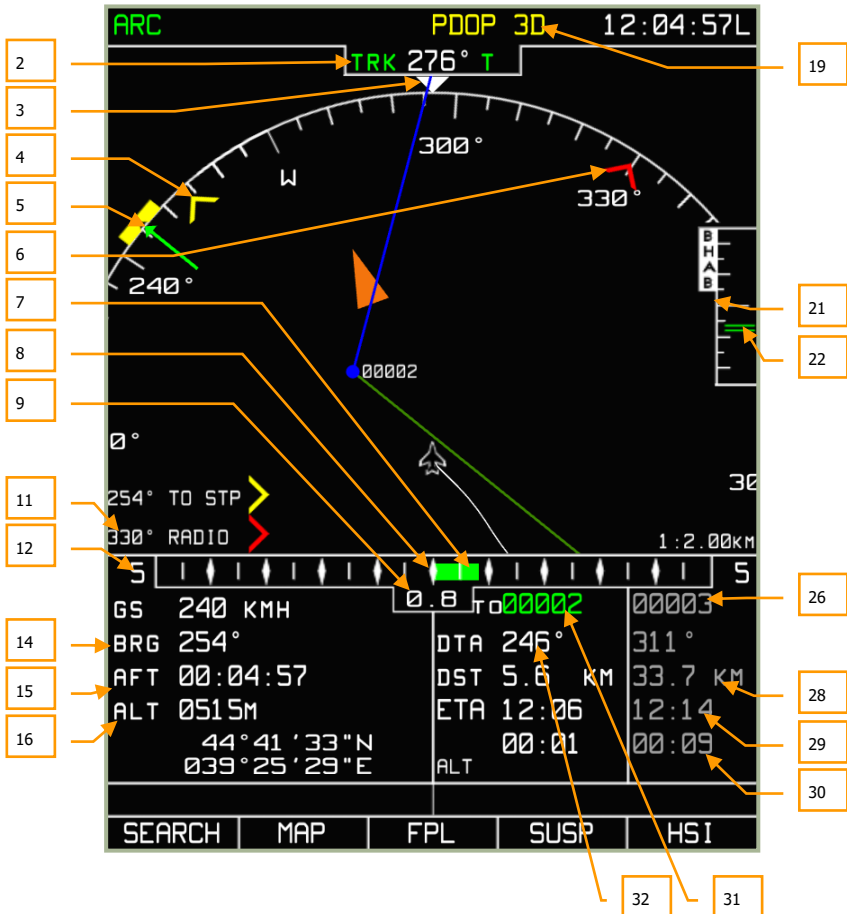 ARC PDOP 3D 12:04:57L
2 TRK 276° T 19
3
300°
4 W
330°
5
B
H
A
B
6
240°
7 21
8 22
00002
9
0°
30
254° TO STP
11 330° RADIO
1:2.00KM
12 5 5
0.8
GS 240 KMH TO00002 00003 26
14 BRG 254° DTA 246° 311°
15 AFT 00:04:57 DST 5.6 KM 33.7 KM 28
16 ALT 0515M ETA 12:06 12:14 29
44°41'33"N 00:01 00:09
039°25'29"E ALT 30
SEARCH MAP FPL SUSP HSI
32 31